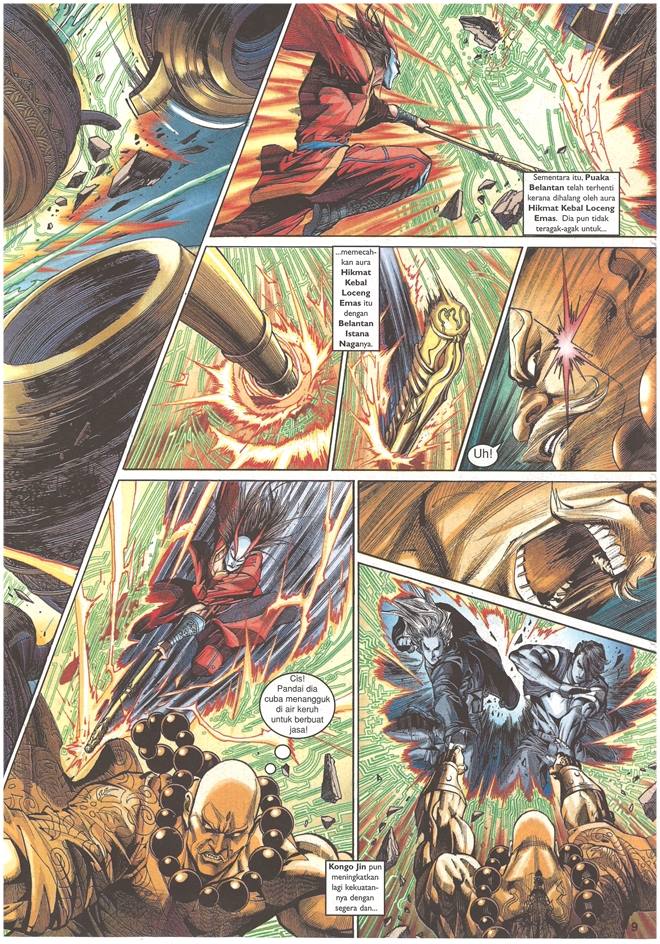 Sementara itu, Puaka
Belantan telah terhenti
kerana dihalang oleh aura
Hikmat Kebal Loceng
Emas. Dia pun tidak
teragak-agak untuk...
...memecah-
kan aura
Hikmat
Kebal
Loceng
Emas itu
dengan
Belantan
Istana
Naganya.
Uh!
Cis!
Pandai dia
cuba menangguk
di air keruh
untuk berbuat
jasa!
Kongo Jin pun
meningkatkan
lagi kekuatan-
nya dengan
segera dan...
9